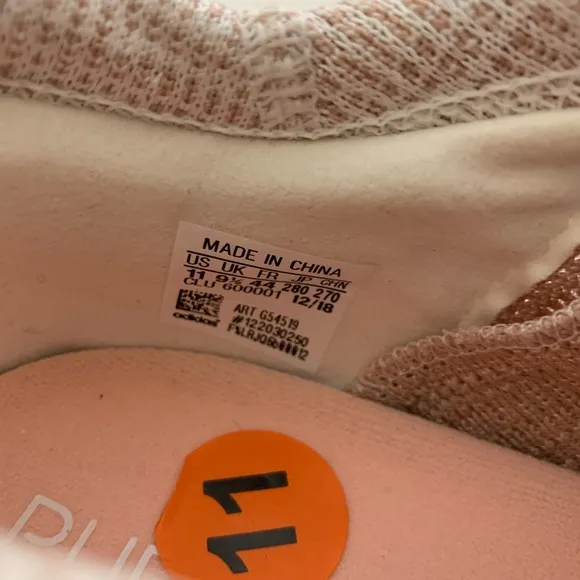 MADE IN CHINA
US UK FR JP CHN
11 9½ 44 280 270
CLU 600001 12/18
ART G54519
#122030250
adidas
11